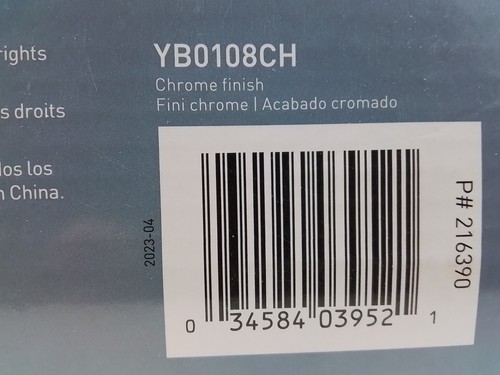 rights
s droits
los los
n China.
YB0108CH
Chrome finish
Fini chrome | Acabado cromado
2023-04
0 34584 03952 1
P# 216390